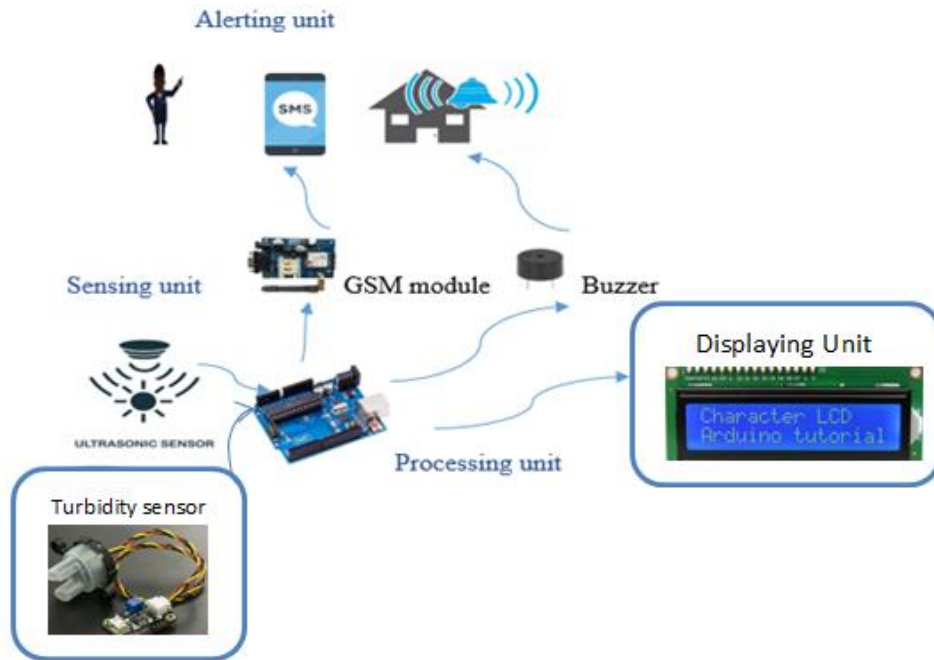 Alerting unit
SMS
Sensing unit
GSM module
Buzzer
Displaying Unit
Character LCD
Arduino tutorial
ULTRASONIC SENSOR
Processing unit
Turbidity sensor